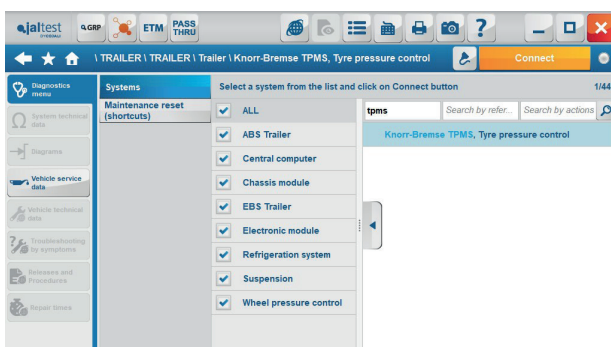 ajaltest
GRP
ETM
PASS
THRU
\ TRAILER \ TRAILER \ Trailer \ Knorr-Bremse TPMS, Tyre pressure control
Connect
Diagnostics
menu
System technical
data
Diagrams
Vehicle service
data
Vehicle technical
data
Troubleshooting
by symptoms
Releases and
Procedures
Repair times
Systems
Maintenance reset
(shortcuts)
Select a system from the list and click on Connect button
1/44
ALL
ABS Trailer
Central computer
Chassis module
EBS Trailer
Electronic module
Refrigeration system
Suspension
Wheel pressure control
tpms
Search by refer...
Search by actions
Knorr-Bremse TPMS, Tyre pressure control